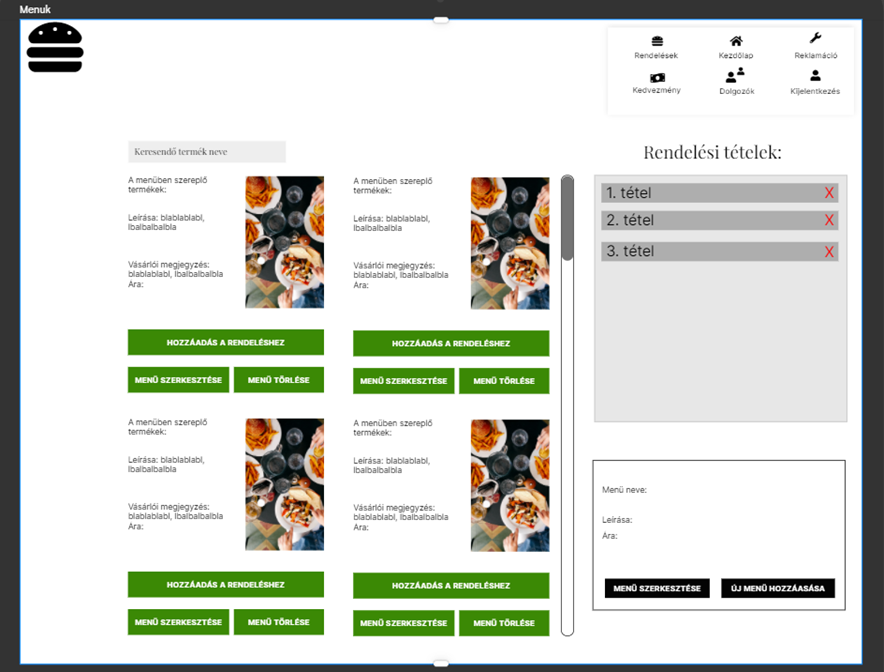 Menuk
Rendelések
Kezdőlap
Reklamáció
Kedvezmény
Dolgozók
Kijelentkezés
Keresendő termék neve
A menüben szereplő
termékek:
Leírása: blablablabl,
lbalbalbalbla
Vásárlói megjegyzés:
blablablabl, lbalbalbalbla
Ára:
HOZZÁADÁS A RENDELÉSHEZ
MENÜ SZERKESZTÉSE
MENÜ TÖRLÉSE
A menüben szereplő
termékek:
Leírása: blablablabl,
lbalbalbalbla
Vásárlói megjegyzés:
blablablabl, lbalbalbalbla
Ára:
HOZZÁADÁS A RENDELÉSHEZ
MENÜ SZERKESZTÉSE
MENÜ TÖRLÉSE
A menüben szereplő
termékek:
Leírása: blablablabl,
lbalbalbalbla
Vásárlói megjegyzés:
blablablabl, lbalbalbalbla
Ára:
HOZZÁADÁS A RENDELÉSHEZ
MENÜ SZERKESZTÉSE
MENÜ TÖRLÉSE
A menüben szereplő
termékek:
Leírása: blablablabl,
lbalbalbalbla
Vásárlói megjegyzés:
blablablabl, lbalbalbalbla
Ára:
HOZZÁADÁS A RENDELÉSHEZ
MENÜ SZERKESZTÉSE
MENÜ TÖRLÉSE
Rendelési tételek:
1. tétel X
2. tétel X
3. tétel X
Menü neve:
Leírása:
Ára:
MENÜ SZERKESZTÉSE
ÚJ MENÜ HOZZÁASÁSA